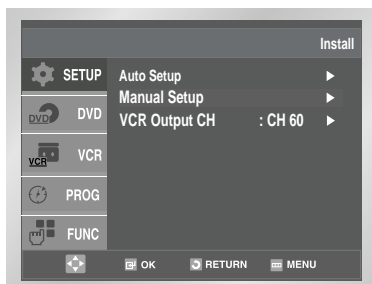 Install
SETUP
Auto Setup
Manual Setup
VCR Output CH : CH 60
DVD DVD
VCR VCR
PROG
FUNC
OK RETURN MENU